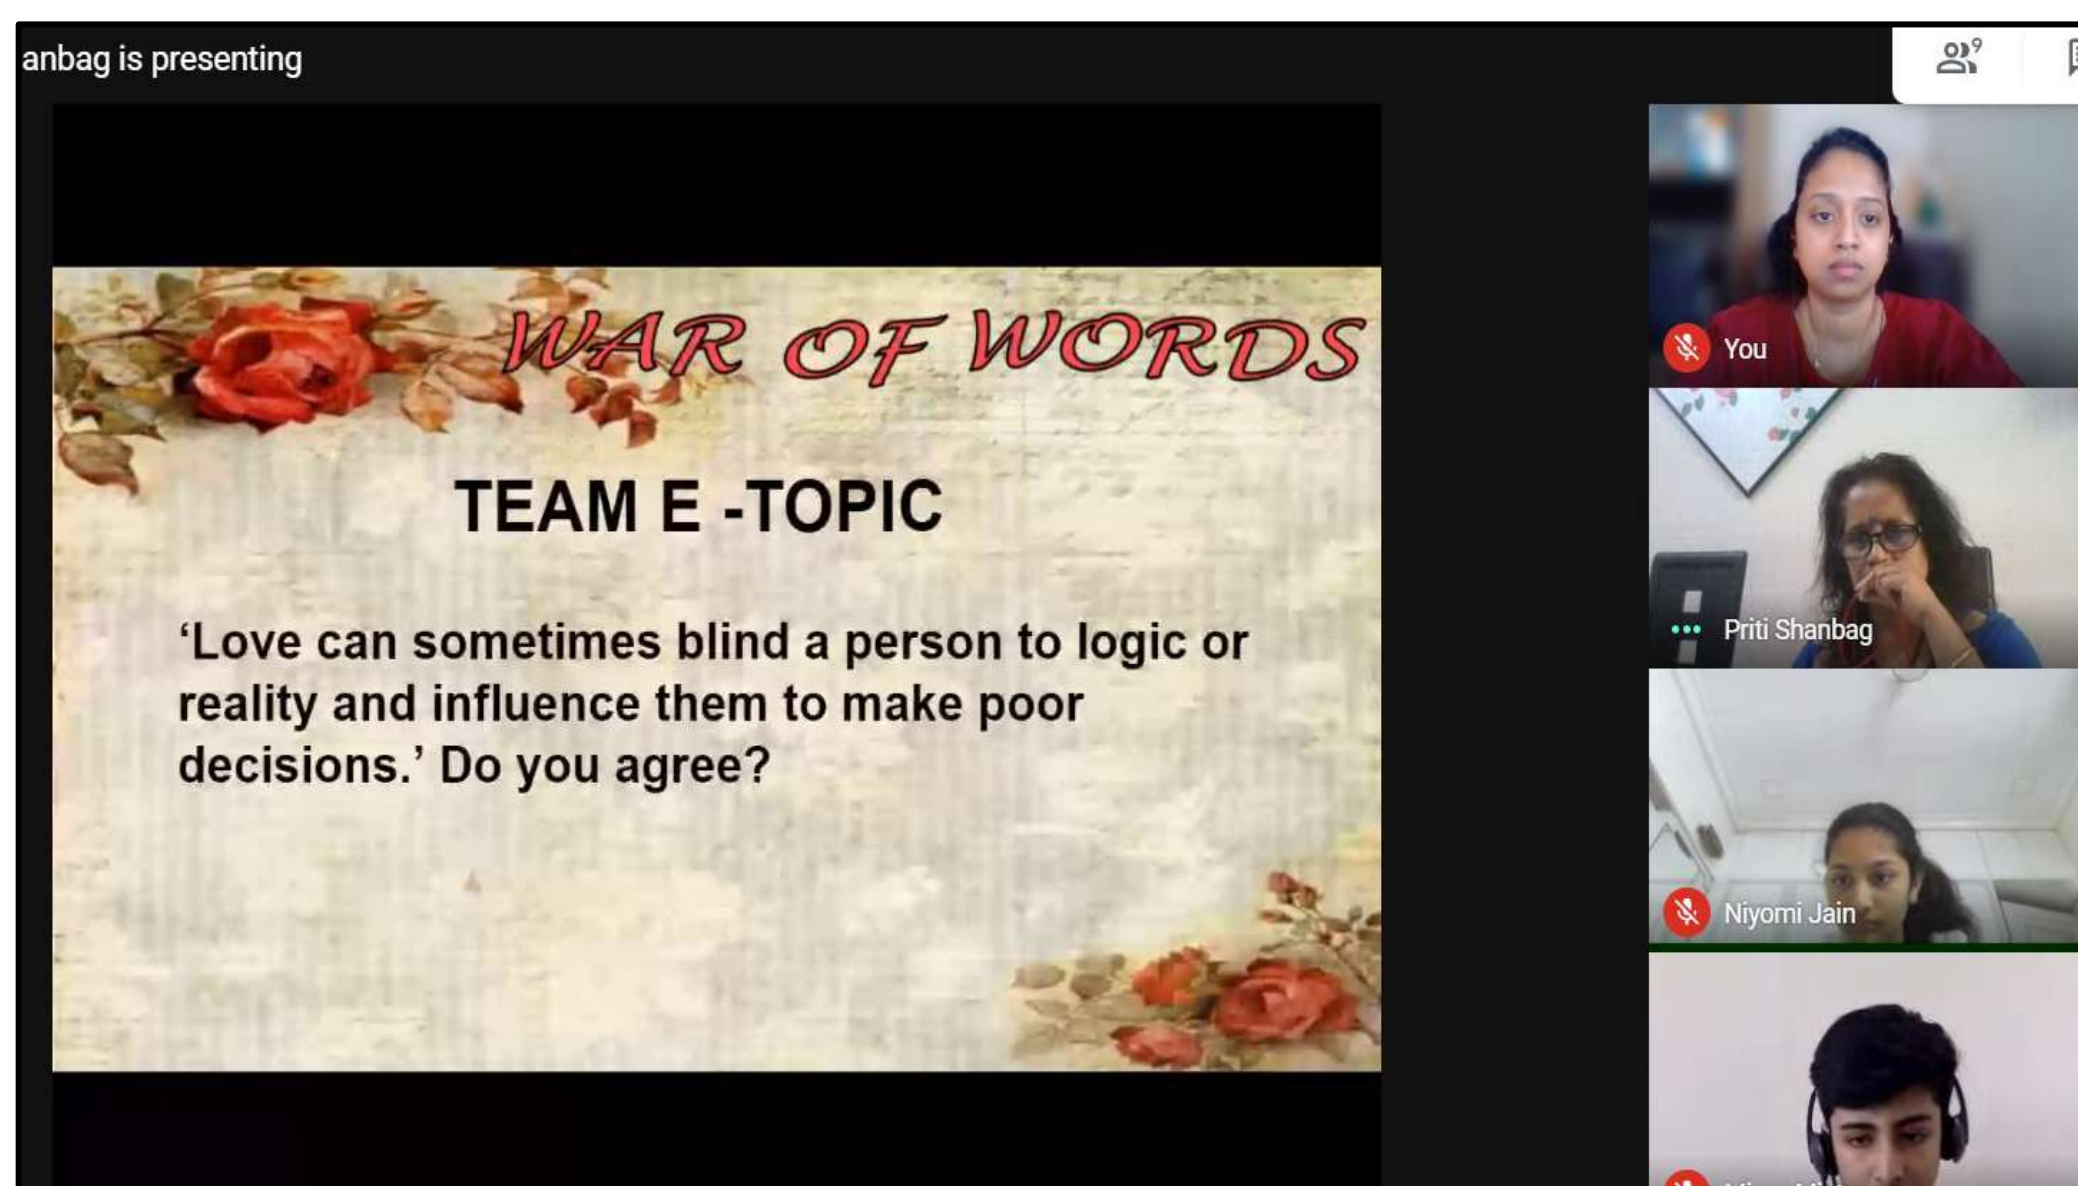 anbag is presenting
9
WAR OF WORDS
TEAM E -TOPIC
‘Love can sometimes blind a person to logic or
reality and influence them to make poor
decisions.’ Do you agree?
You
Priti Shanbag
Niyomi Jain